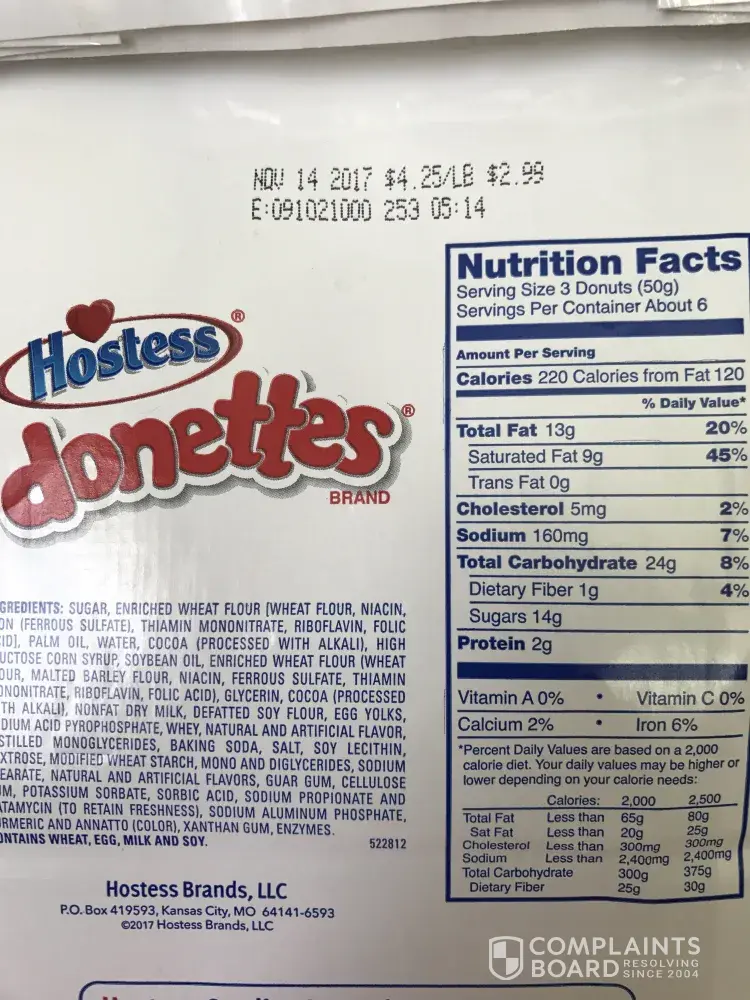 NOV 14 2017 $4.25/LB $2.99
E:091021000 253 05:14
Hostess®
donettes®
BRAND
GREDIENTS: SUGAR, ENRICHED WHEAT FLOUR [WHEAT FLOUR, NIACIN,
ON (FERROUS SULFATE), THIAMIN MONONITRATE, RIBOFLAVIN, FOLIC
ID], PALM OIL, WATER, COCOA (PROCESSED WITH ALKALI), HIGH
UCTOSE CORN SYRUP, SOYBEAN OIL, ENRICHED WHEAT FLOUR (WHEAT
OUR, MALTED BARLEY FLOUR, NIACIN, FERROUS SULFATE, THIAMIN
ONONITRATE, RIBOFLAVIN, FOLIC ACID), GLYCERIN, COCOA (PROCESSED
TH ALKALI), NONFAT DRY MILK, DEFATTED SOY FLOUR, EGG YOLKS,
DIUM ACID PYROPHOSPHATE, WHEY, NATURAL AND ARTIFICIAL FLAVOR,
STILLED MONOGLYCERIDES, BAKING SODA, SALT, SOY LECITHIN,
XTROSE, MODIFIED WHEAT STARCH, MONO AND DIGLYCERIDES, SODIUM
EARATE, NATURAL AND ARTIFICIAL FLAVORS, GUAR GUM, CELLULOSE
UM, POTASSIUM SORBATE, SORBIC ACID, SODIUM PROPIONATE AND
ATAMYCIN (TO RETAIN FRESHNESS), SODIUM ALUMINUM PHOSPHATE,
URMERIC AND ANNATTO (COLOR), XANTHAN GUM, ENZYMES.
ONTAINS WHEAT, EGG, MILK AND SOY.
522812
Hostess Brands, LLC
P.O. Box 419593, Kansas City, MO 64141-6593
©2017 Hostess Brands, LLC
Nutrition Facts
Serving Size 3 Donuts (50g)
Servings Per Container About 6
Amount Per Serving
Calories 220 Calories from Fat 120
% Daily Value*
Total Fat 13g 20%
Saturated Fat 9g 45%
Trans Fat 0g
Cholesterol 5mg 2%
Sodium 160mg 7%
Total Carbohydrate 24g 8%
Dietary Fiber 1g 4%
Sugars 14g
Protein 2g
Vitamin A 0% • Vitamin C 0%
Calcium 2% • Iron 6%
*Percent Daily Values are based on a 2,000
calorie diet. Your daily values may be higher or
lower depending on your calorie needs:
Calories: 2,000 2,500
Total Fat Less than 65g 80g
Sat Fat Less than 20g 25g
Cholesterol Less than 300mg 300mg
Sodium Less than 2,400mg 2,400mg
Total Carbohydrate 300g 375g
Dietary Fiber 25g 30g
COMPLAINTS
BOARD RESOLVING
SINCE 2004